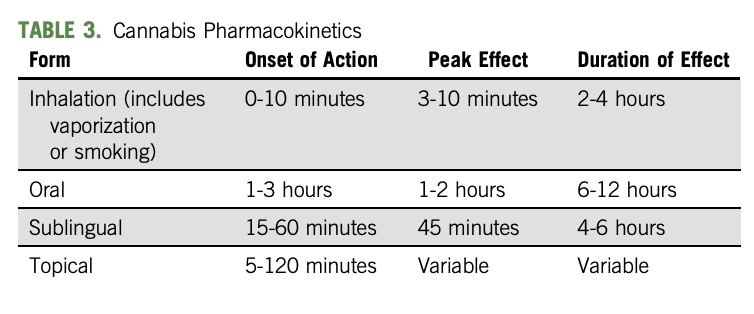 TABLE 3. Cannabis Pharmacokinetics
Form Onset of Action Peak Effect Duration of Effect
Inhalation (includes 0-10 minutes 3-10 minutes 2-4 hours
vaporization
or smoking)
Oral 1-3 hours 1-2 hours 6-12 hours
Sublingual 15-60 minutes 45 minutes 4-6 hours
Topical 5-120 minutes Variable Variable